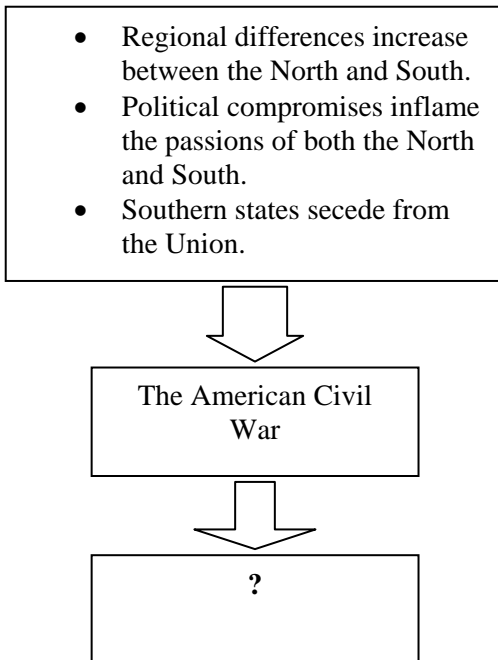 • Regional differences increase
between the North and South.
• Political compromises inflame
the passions of both the North
and South.
• Southern states secede from
the Union.
The American Civil
War
?